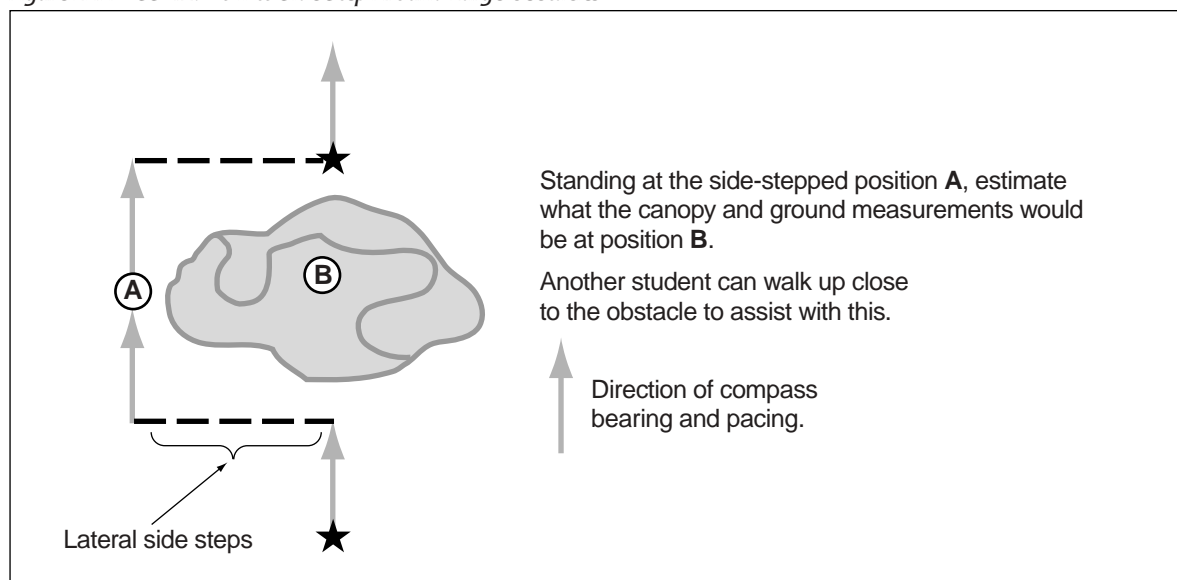 A
B
Standing at the side-stepped position A, estimate
what the canopy and ground measurements would
be at position B.
Another student can walk up close
to the obstacle to assist with this.
Direction of compass
bearing and pacing.
Lateral side steps